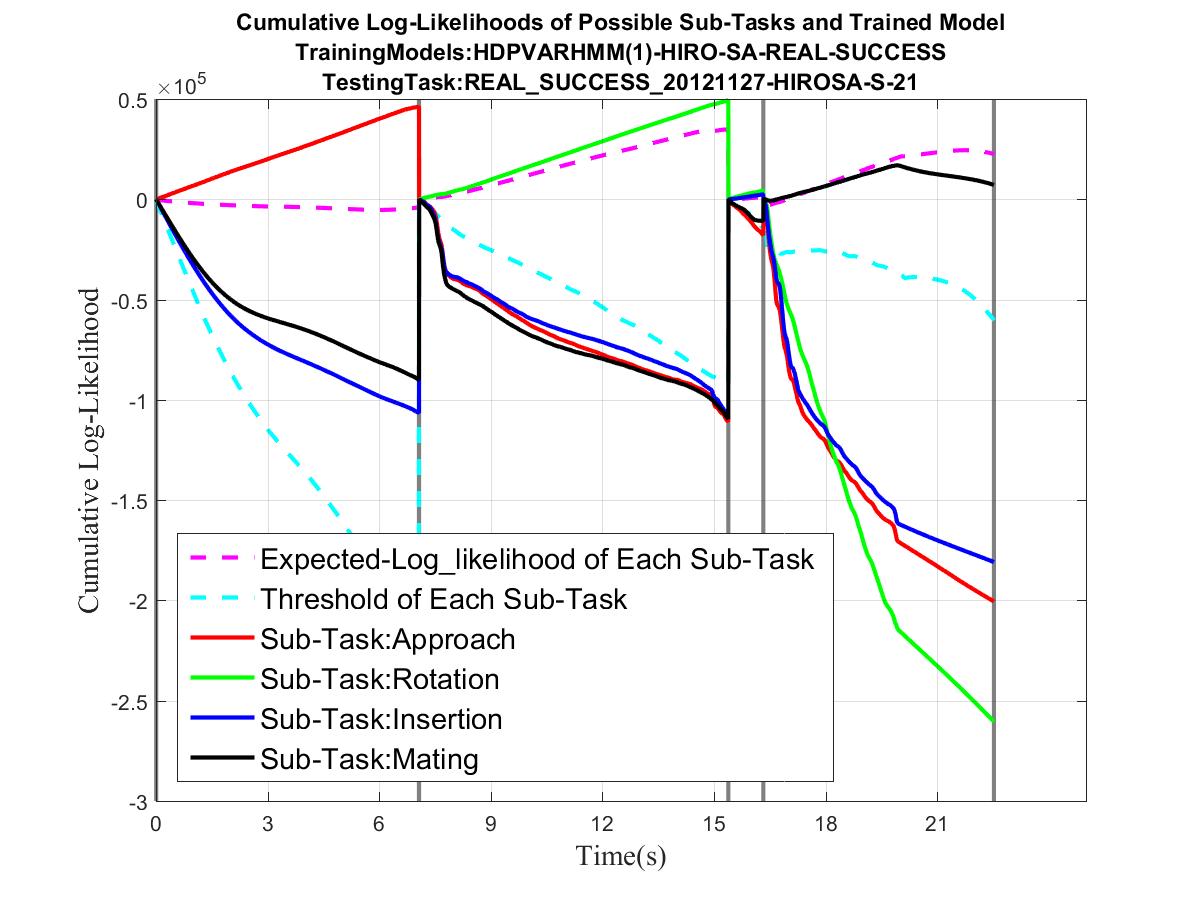 Cumulative Log-Likelihoods of Possible Sub-Tasks and Trained Model
TrainingModels:HDPVARHMM(1)-HIRO-SA-REAL-SUCCESS
TestingTask:REAL_SUCCESS_20121127-HIROSA-S-21
×10⁵
0.5
0
-0.5
-1
-1.5
-2
-2.5
-3
Cumulative Log-Likelihood
Expected-Log_likelihood of Each Sub-Task
Threshold of Each Sub-Task
Sub-Task:Approach
Sub-Task:Rotation
Sub-Task:Insertion
Sub-Task:Mating
0 3 6 9 12 15 18 21
Time(s)